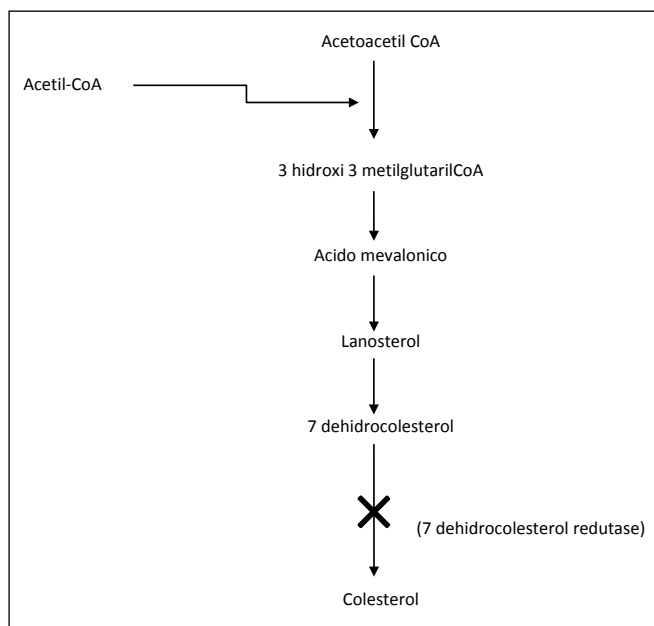 Acetoacetil CoA
Acetil-CoA
3 hidroxi 3 metilglutarilCoA
Acido mevalonico
Lanosterol
7 dehidrocolesterol
(7 dehidrocolesterol redutase)
Colesterol